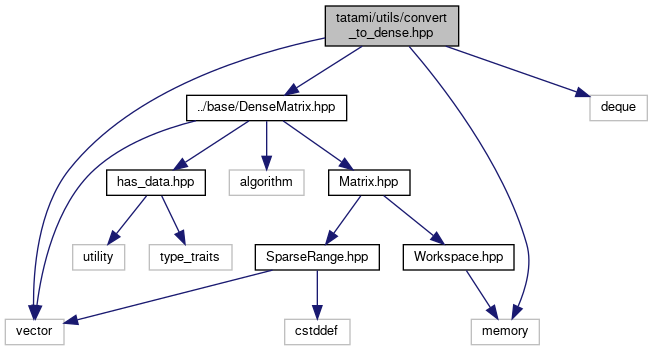 tatami/utils/convert
_to_dense.hpp
../base/DenseMatrix.hpp
deque
has_data.hpp
algorithm
Matrix.hpp
utility
type_traits
SparseRange.hpp
Workspace.hpp
vector
cstddef
memory